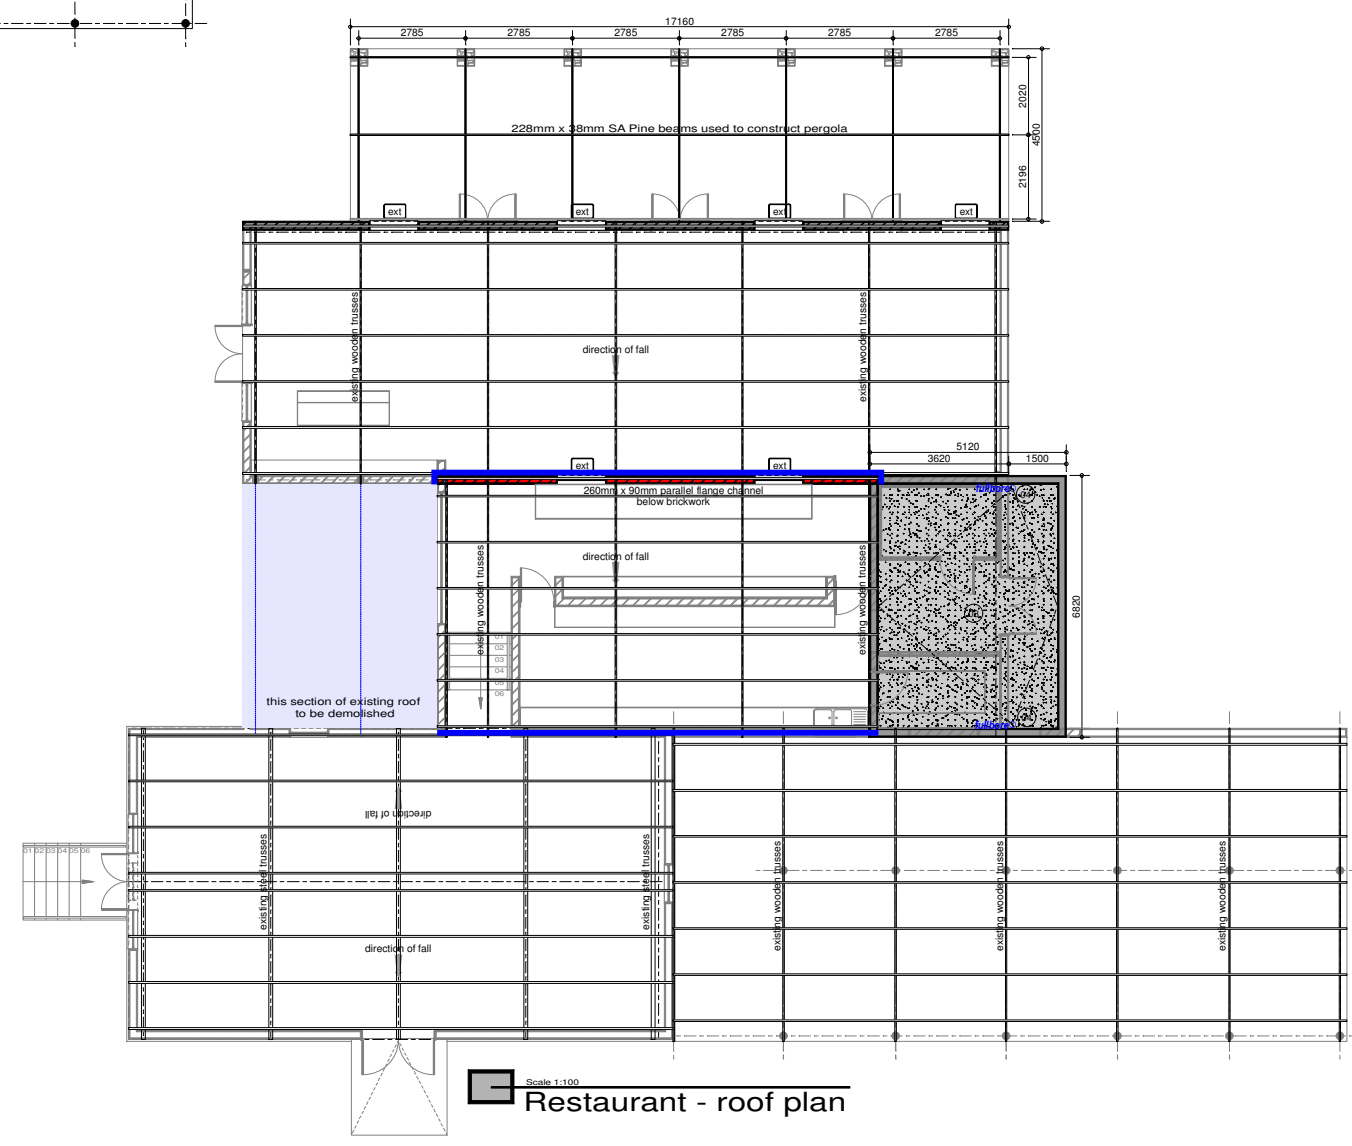 17160
2785 2785 2785 2785 2785 2785
2020
4500
2196
228mm x 38mm SA Pine beams used to construct pergola
ext ext ext ext
existing wooden trusses
existing wooden trusses
direction of fall
5120
3620 1500
ext ext
260mm x 90mm parallel flange channel
below brickwork
fullbore
direction of fall
existing wooden trusses
existing wooden trusses
6820
01
02
03
04
05
06
this section of existing roof
to be demolished
fullbore
direction of fall
01 02 03 04 05 06
existing steel trusses
existing steel trusses
existing wooden trusses
existing wooden trusses
existing wooden trusses
direction of fall
Scale 1:100
Restaurant - roof plan